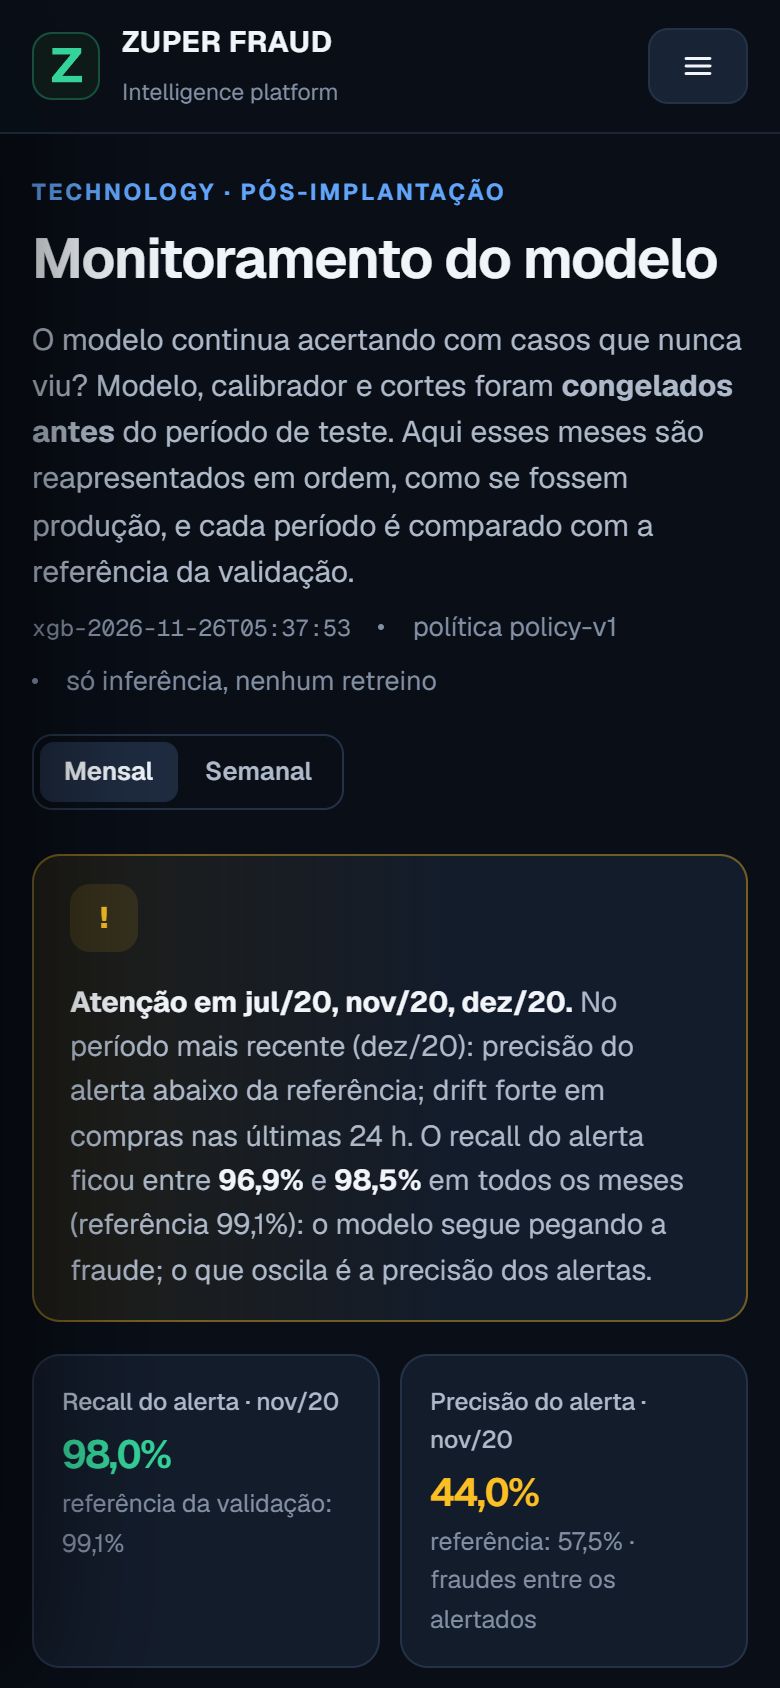 Z
ZUPER FRAUD
Intelligence platform
TECHNOLOGY · PÓS-IMPLANTAÇÃO
Monitoramento do modelo
O modelo continua acertando com casos que nunca
viu? Modelo, calibrador e cortes foram congelados
antes do período de teste. Aqui esses meses são
reapresentados em ordem, como se fossem
produção, e cada período é comparado com a
referência da validação.
xgb-2026-11-26T05:37:53 • política policy-v1
• só inferência, nenhum retreino
Mensal Semanal
!
Atenção em jul/20, nov/20, dez/20. No
período mais recente (dez/20): precisão do
alerta abaixo da referência; drift forte em
compras nas últimas 24 h. O recall do alerta
ficou entre 96,9% e 98,5% em todos os meses
(referência 99,1%): o modelo segue pegando a
fraude; o que oscila é a precisão dos alertas.
Recall do alerta · nov/20
98,0%
referência da validação:
99,1%
Precisão do alerta ·
nov/20
44,0%
referência: 57,5% ·
fraudes entre os
alertados